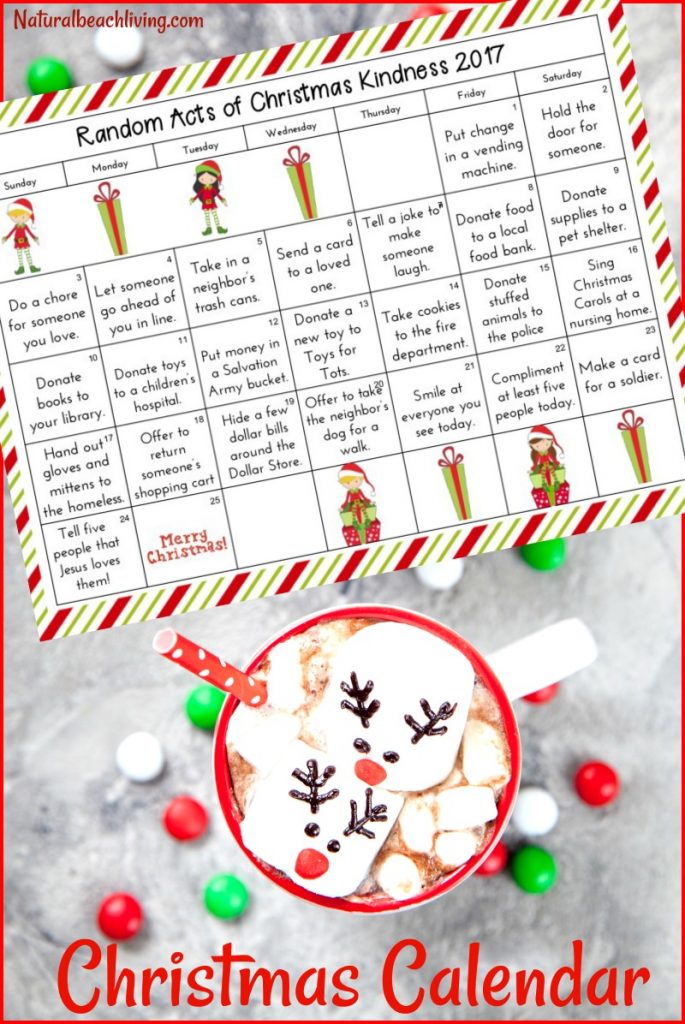 Naturalbeachliving.com
Random Acts of Christmas Kindness 2017
Sunday
Monday
Tuesday
Wednesday
Thursday
Friday
Saturday
1
Put change
in a vending
machine.
2
Hold the
door for
someone.
3
Do a chore
for someone
you love.
4
Let someone
go ahead of
you in line.
5
Take in a
neighbor's
trash cans.
6
Send a card
to a loved
one.
7
Tell a joke to
make
someone
laugh.
8
Donate food
to a local
food bank.
9
Donate
supplies to a
pet shelter.
10
Donate
books to
your library.
11
Donate toys
to a children's
hospital.
12
Put money in
a Salvation
Army bucket.
13
Donate a
new toy to
Toys for
Tots.
14
Take cookies
to the fire
department.
15
Donate
stuffed
animals to
the police
16
Sing
Christmas
Carols at a
nursing home.
17
Hand out
gloves and
mittens to
the homeless.
18
Offer to
return
someone's
shopping cart
19
Hide a few
dollar bills
around the
Dollar Store.
20
Offer to take
the neighbor's
dog for a
walk.
21
Smile at
everyone you
see today.
22
Compliment
at least five
people today.
23
Make a card
for a soldier.
24
Tell five
people that
Jesus loves
them!
25
Merry
Christmas!
Christmas Calendar